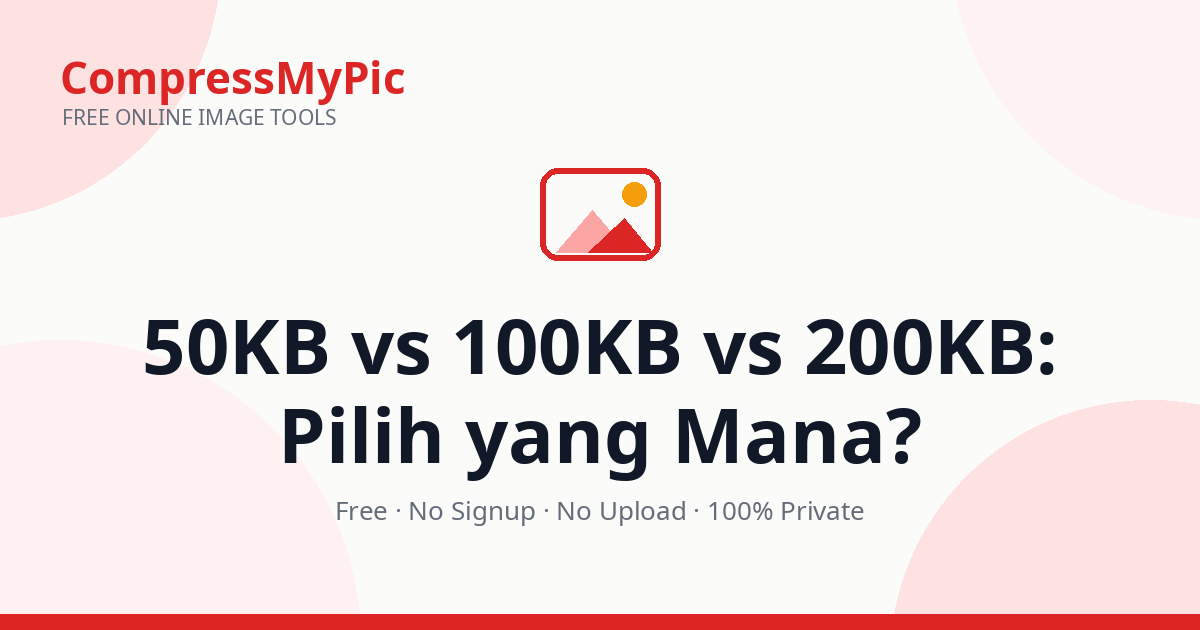 CompressMyPic
FREE ONLINE IMAGE TOOLS
50KB vs 100KB vs 200KB:
Pilih yang Mana?
Free · No Signup · No Upload · 100% Private